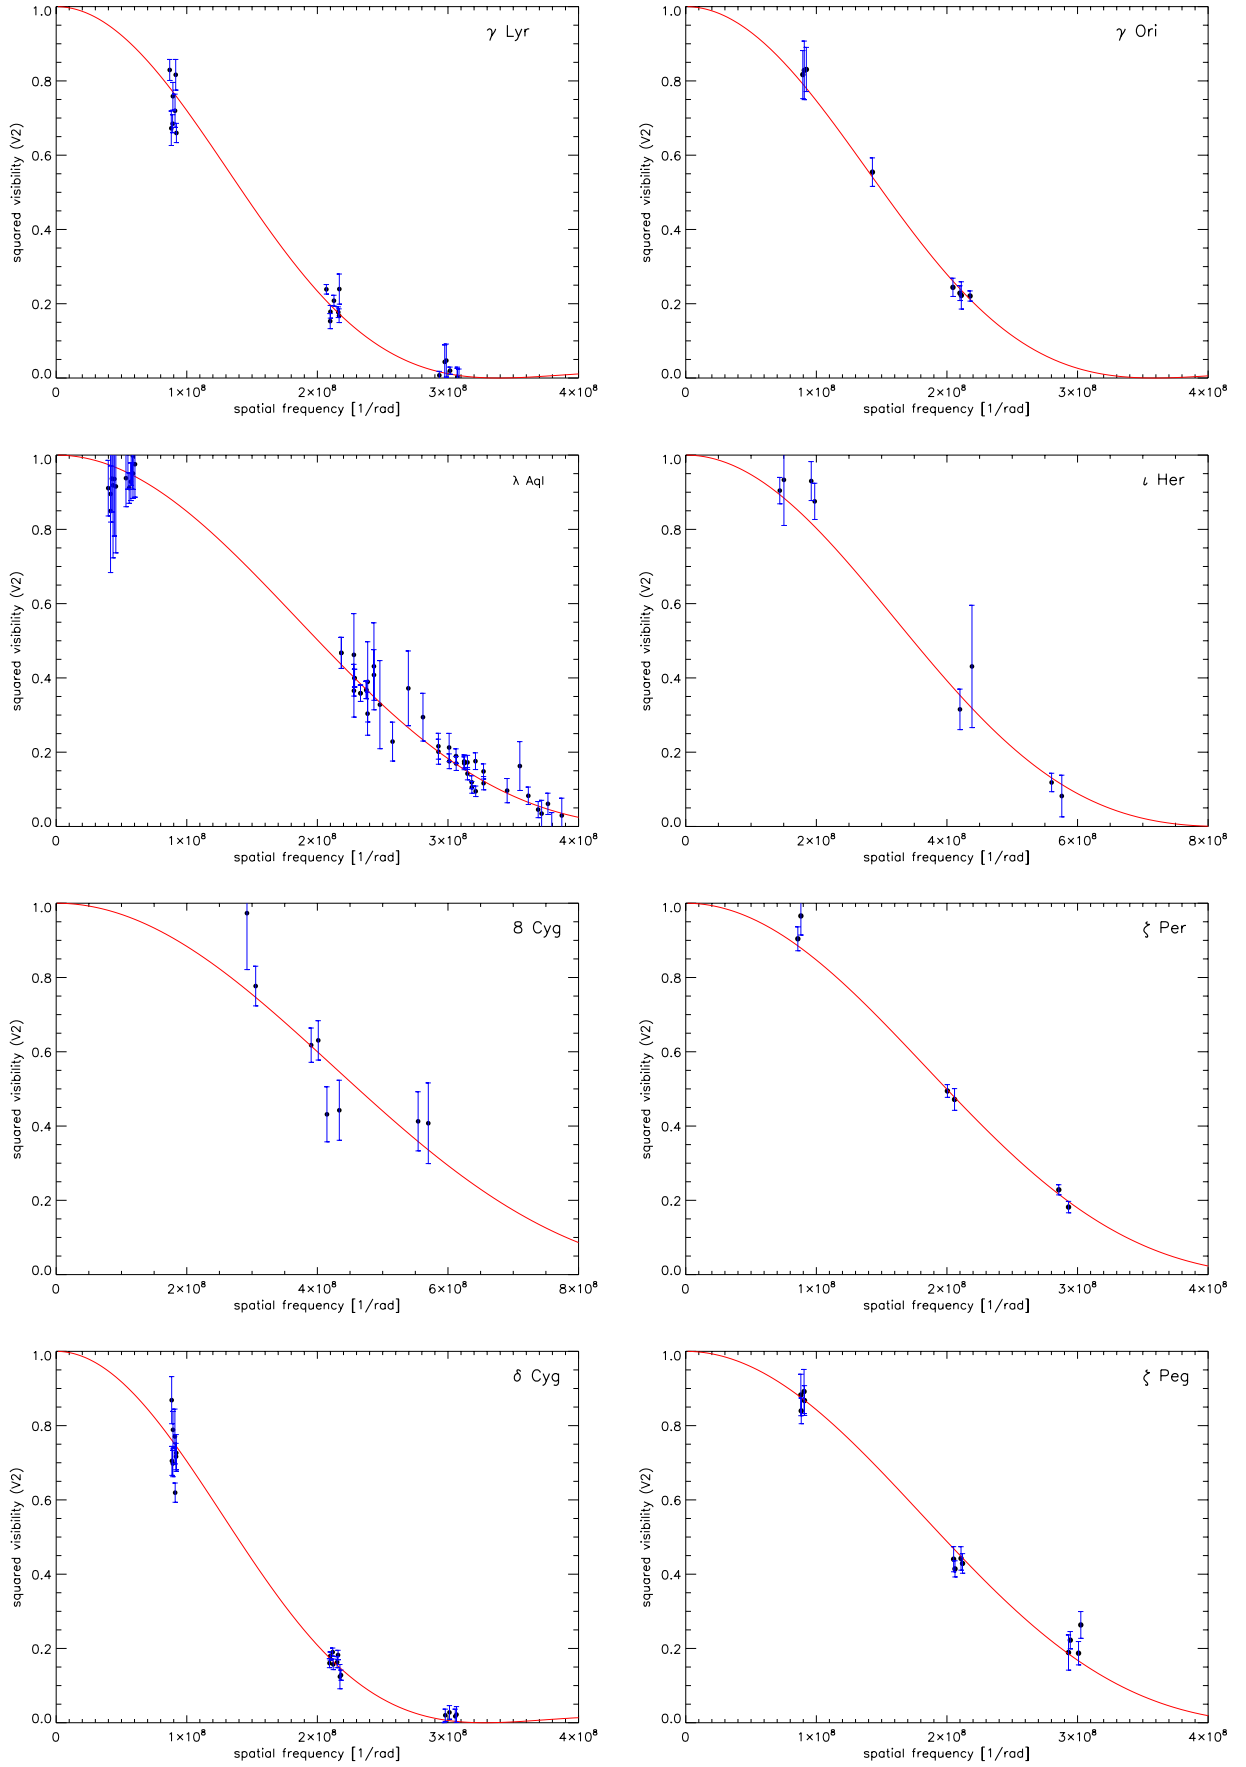 γ Lyr
1.0
0.8
0.6
0.4
0.2
0.0
squared visibility (V2)
0 1×10⁸ 2×10⁸ 3×10⁸ 4×10⁸
spatial frequency [1/rad]
γ Ori
1.0
0.8
0.6
0.4
0.2
0.0
squared visibility (V2)
0 1×10⁸ 2×10⁸ 3×10⁸ 4×10⁸
spatial frequency [1/rad]
λ Aql
1.0
0.8
0.6
0.4
0.2
0.0
squared visibility (V2)
0 1×10⁸ 2×10⁸ 3×10⁸ 4×10⁸
spatial frequency [1/rad]
ι Her
1.0
0.8
0.6
0.4
0.2
0.0
squared visibility (V2)
0 2×10⁸ 4×10⁸ 6×10⁸ 8×10⁸
spatial frequency [1/rad]
8 Cyg
1.0
0.8
0.6
0.4
0.2
0.0
squared visibility (V2)
0 2×10⁸ 4×10⁸ 6×10⁸ 8×10⁸
spatial frequency [1/rad]
ζ Per
1.0
0.8
0.6
0.4
0.2
0.0
squared visibility (V2)
0 1×10⁸ 2×10⁸ 3×10⁸ 4×10⁸
spatial frequency [1/rad]
δ Cyg
1.0
0.8
0.6
0.4
0.2
0.0
squared visibility (V2)
0 1×10⁸ 2×10⁸ 3×10⁸ 4×10⁸
spatial frequency [1/rad]
ζ Peg
1.0
0.8
0.6
0.4
0.2
0.0
squared visibility (V2)
0 1×10⁸ 2×10⁸ 3×10⁸ 4×10⁸
spatial frequency [1/rad]